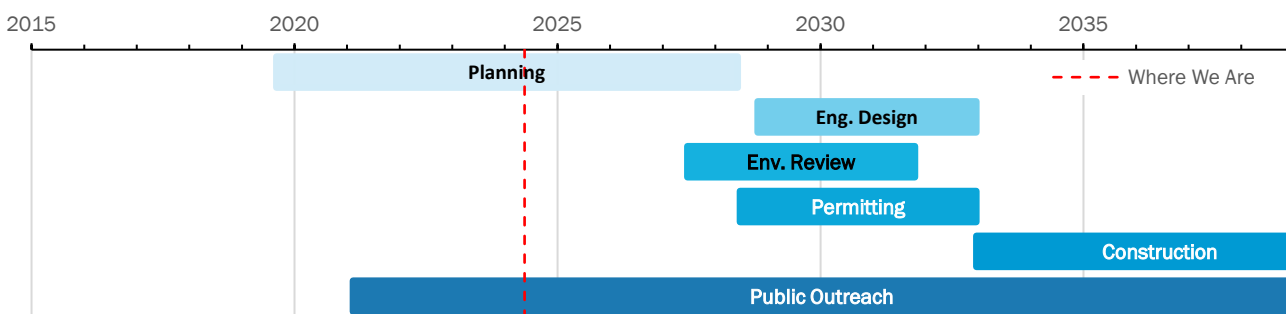 2015 2020 2025 2030 2035
Planning
Where We Are
Eng. Design
Env. Review
Permitting
Construction
Public Outreach